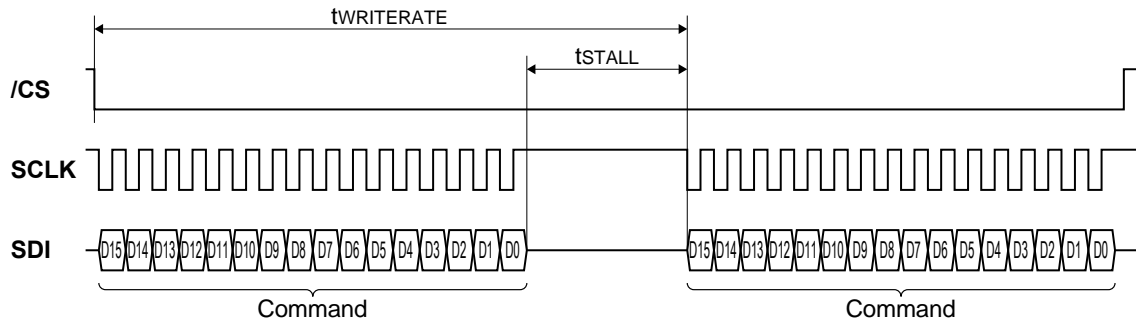 tWRITERATE
tSTALL
/CS
SCLK
SDI D15 D14 D13 D12 D11 D10 D9 D8 D7 D6 D5 D4 D3 D2 D1 D0 D15 D14 D13 D12 D11 D10 D9 D8 D7 D6 D5 D4 D3 D2 D1 D0
Command Command